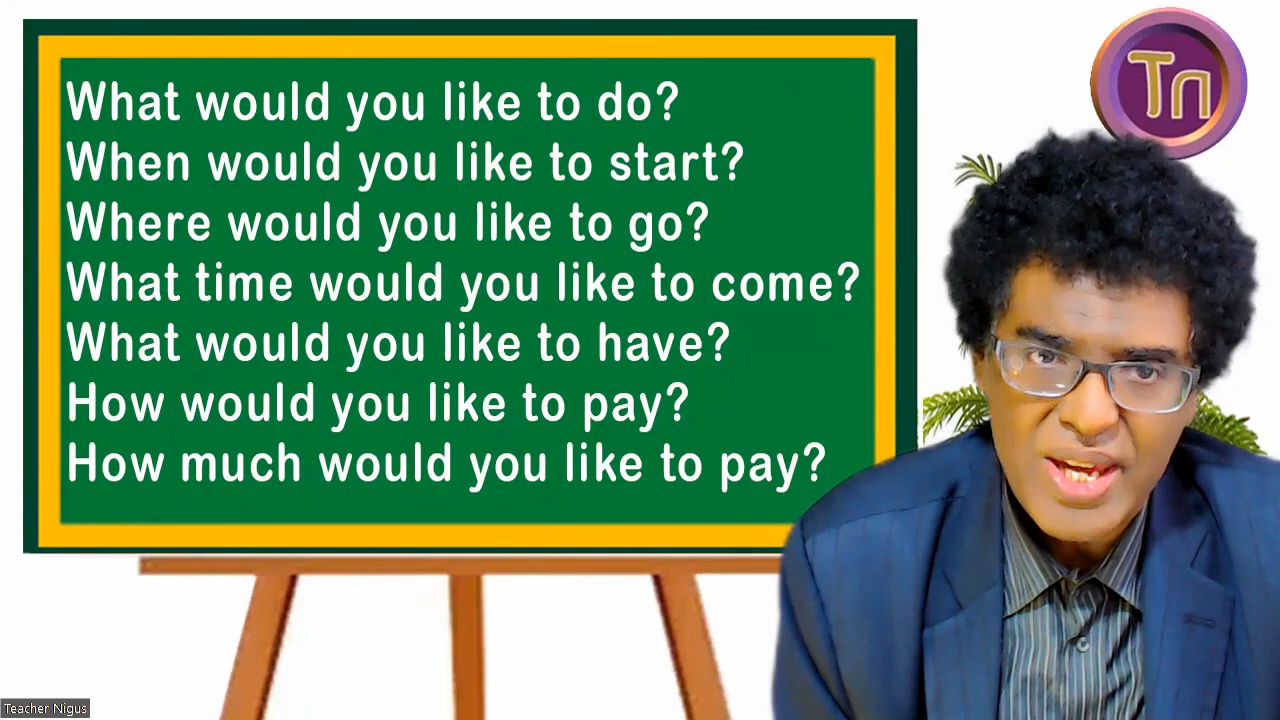 What would you like to do?
When would you like to start?
Where would you like to go?
What time would you like to come?
What would you like to have?
How would you like to pay?
How much would you like to pay?
Tn
Teacher Nigus